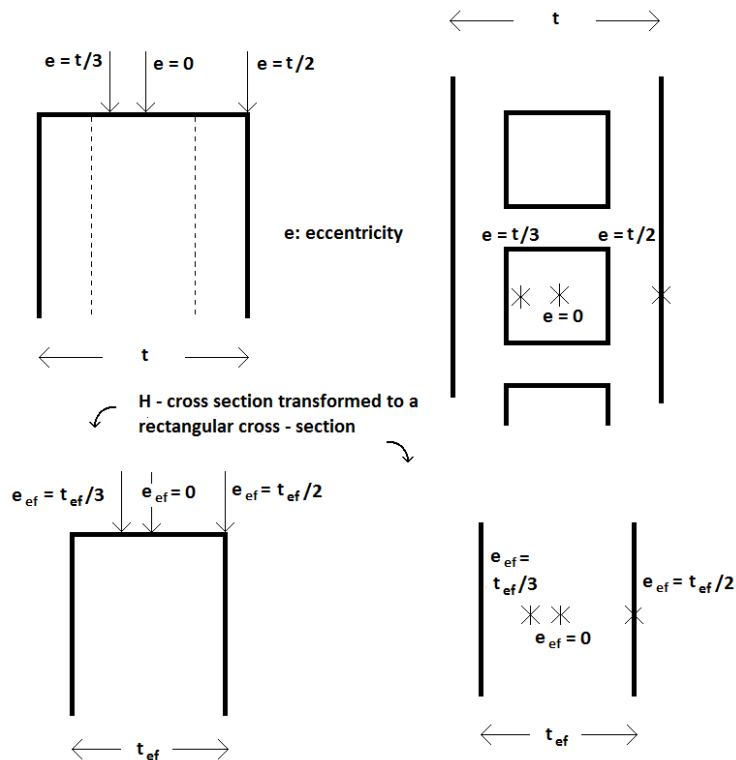 t
e = t/3
e = 0
e = t/2
e: eccentricity
e = t/3
e = t/2
e = 0
t
H - cross section transformed to a
rectangular cross - section
e ef = t ef/3
e ef = 0
e ef = t ef/2
e ef =
t ef/3
e ef = t ef/2
e ef = 0
t ef
t ef